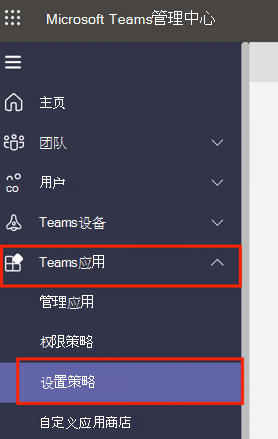 Microsoft Teams管理中心
主页
团队
用户
Teams设备
Teams应用
管理应用
权限策略
设置策略
自定义应用商店